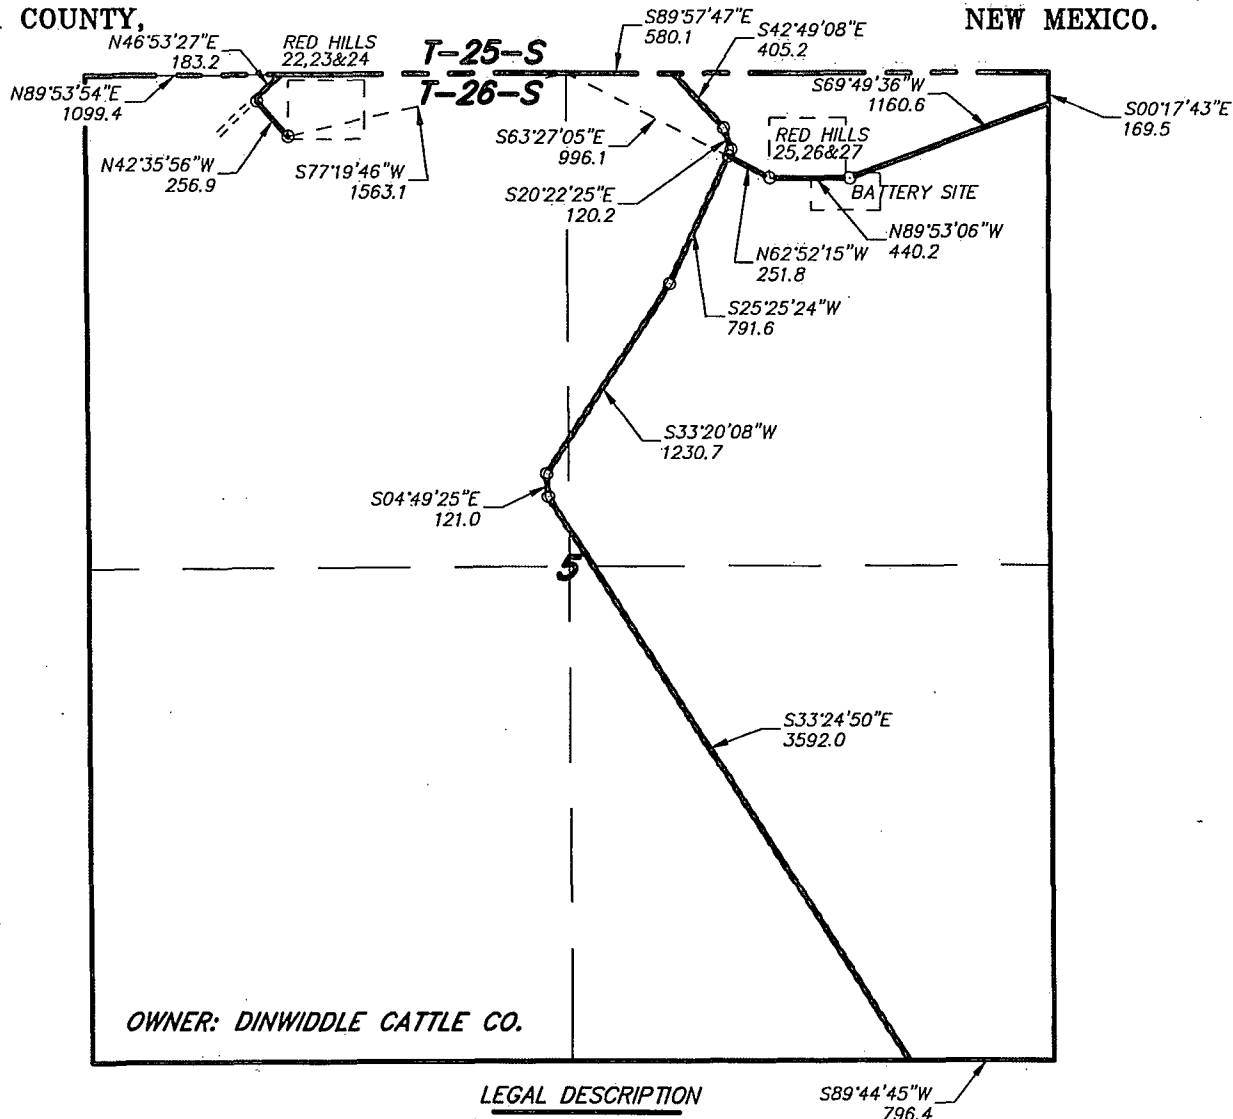 COUNTY,
NEW MEXICO.
S89°57'47"E
580.1
S42°49'08"E
405.2
N46°53'27"E
183.2
RED HILLS
22,23&24
T-25-S
T-26-S
N89°53'54"E
1099.4
S69°49'36"W
1160.6
S00°17'43"E
169.5
S63°27'05"E
996.1
RED HILLS
25,26&27
N42°35'56"W
256.9
S77°19'46"W
1563.1
S20°22'25"E
120.2
BATTERY SITE
N89°53'06"W
440.2
N62°52'15"W
251.8
S25°25'24"W
791.6
S33°20'08"W
1230.7
S04°49'25"E
121.0
5
S33°24'50"E
3592.0
OWNER: DINWIDDLE CATTLE CO.
LEGAL DESCRIPTION
S89°44'45"W
796.4